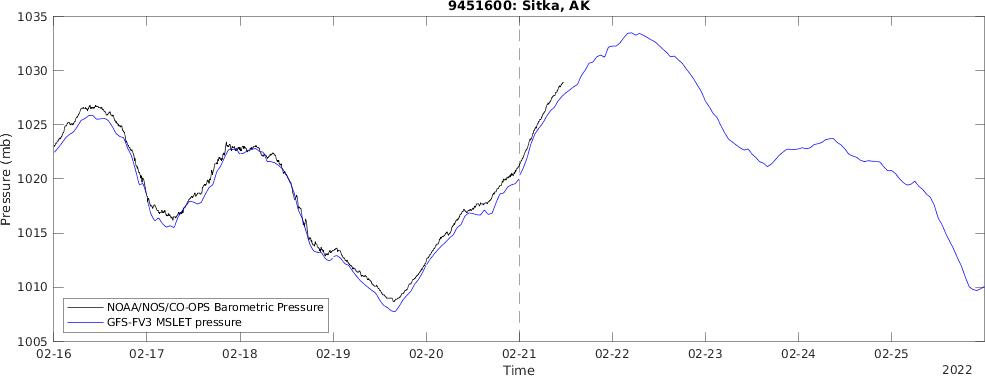 9451600: Sitka, AK
Pressure (mb)
1035
1030
1025
1020
1015
1010
1005
NOAA/NOS/CO-OPS Barometric Pressure
GFS-FV3 MSLET pressure
02-16 02-17 02-18 02-19 02-20 02-21 02-22 02-23 02-24 02-25
Time
2022